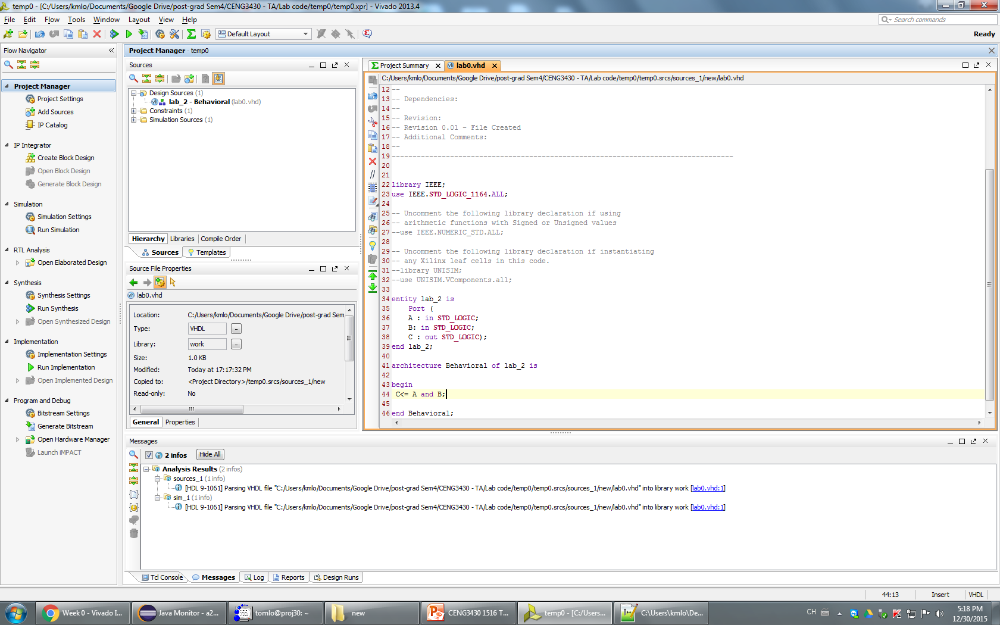 temp0 - [C:/Users/kmlo/Documents/Google Drive/post-grad Sem4/CENG3430 - TA/Lab code/temp0/temp0.xpr] - Vivado 2013.4
File Edit Flow Tools Window Layout View Help
Search commands
Default Layout
Ready
Flow Navigator
Project Manager
Project Settings
Add Sources
IP Catalog
IP Integrator
Create Block Design
Open Block Design
Generate Block Design
Simulation
Simulation Settings
Run Simulation
RTL Analysis
Open Elaborated Design
Synthesis
Synthesis Settings
Run Synthesis
Open Synthesized Design
Implementation
Implementation Settings
Run Implementation
Open Implemented Design
Program and Debug
Bitstream Settings
Generate Bitstream
Open Hardware Manager
Launch iMPACT
Project Manager - temp0
Sources
Design Sources (1)
lab_2 - Behavioral (lab0.vhd)
Constraints (1)
Simulation Sources (1)
Hierarchy Libraries Compile Order
Sources Templates
Source File Properties
lab0.vhd
Location: C:/Users/kmlo/Documents/Google Drive/post-grad Sem
Type: VHDL ...
Library: work ...
Size: 1.0 KB
Modified: Today at 17:17:32 PM
Copied to: <Project Directory>/temp0.srcs/sources_1/new
Read-only: No
General Properties
Project Summary lab0.vhd
C:/Users/kmlo/Documents/Google Drive/post-grad Sem4/CENG3430 - TA/Lab code/temp0/temp0.srcs/sources_1/new/lab0.vhd
12 --
13 -- Dependencies:
14 --
15 -- Revision:
16 -- Revision 0.01 - File Created
17 -- Additional Comments:
18 --
19 ----------------------------------------------------------------------------------
20
21
22 library IEEE;
23 use IEEE.STD_LOGIC_1164.ALL;
24
25 -- Uncomment the following library declaration if using
26 -- arithmetic functions with Signed or Unsigned values
27 --use IEEE.NUMERIC_STD.ALL;
28
29 -- Uncomment the following library declaration if instantiating
30 -- any Xilinx leaf cells in this code.
31 --library UNISIM;
32 --use UNISIM.VComponents.all;
33
34 entity lab_2 is
35 Port (
36 A : in STD_LOGIC;
37 B: in STD_LOGIC;
38 C : out STD_LOGIC);
39 end lab_2;
40
41 architecture Behavioral of lab_2 is
42
43 begin
44 C<= A and B;
45
46 end Behavioral;
Messages
2 infos Hide All
Analysis Results (2 infos)
sources_1 (1 info)
[HDL 9-1061] Parsing VHDL file "C:/Users/kmlo/Documents/Google Drive/post-grad Sem4/CENG3430 - TA/Lab code/temp0/temp0.srcs/sources_1/new/lab0.vhd" into library work [lab0.vhd:1]
sim_1 (1 info)
[HDL 9-1061] Parsing VHDL file "C:/Users/kmlo/Documents/Google Drive/post-grad Sem4/CENG3430 - TA/Lab code/temp0/temp0.srcs/sources_1/new/lab0.vhd" into library work [lab0.vhd:1]
Tcl Console Messages Log Reports Design Runs
44:13 Insert VHDL
Week 0 - Vivado I... Java Monitor - a2... tomlo@proj30: ~ new CENG3430 1516 T... temp0 - [C:/Users... C:\Users\kmlo\De... CH
5:18 PM
12/30/2015